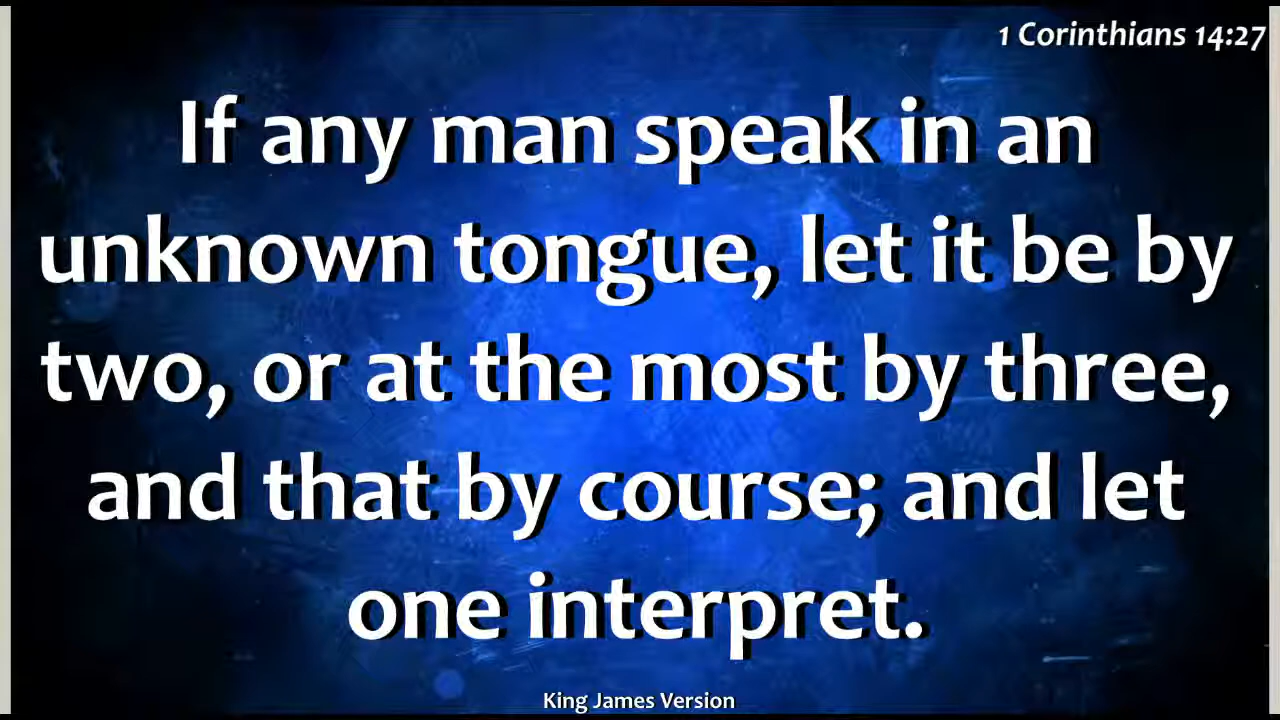 1 Corinthians 14:27
If any man speak in an
unknown tongue, let it be by
two, or at the most by three,
and that by course; and let
one interpret.
King James Version